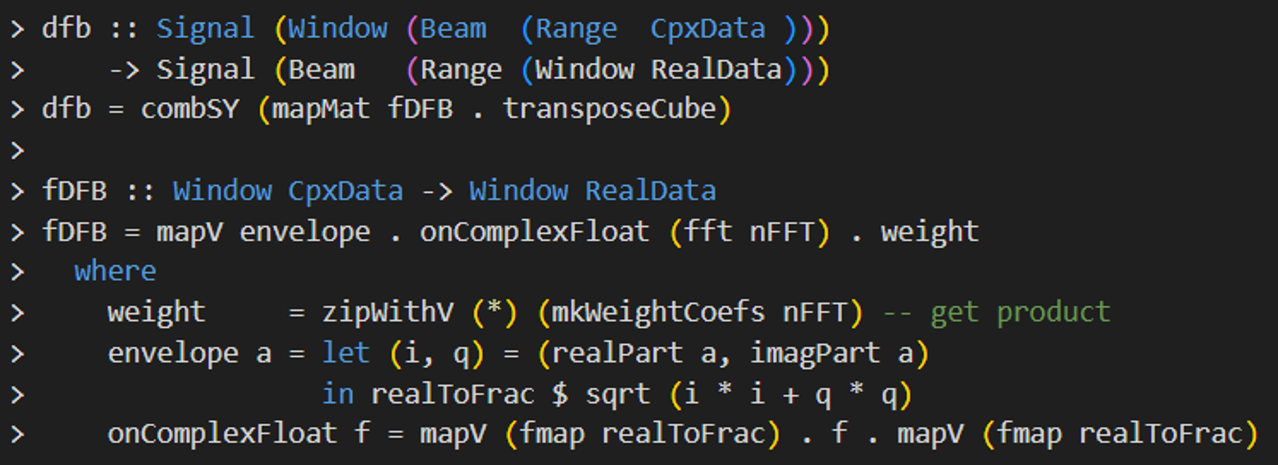 > dfb :: Signal (Window (Beam  (Range  CpxData )))
>     -> Signal (Beam   (Range (Window RealData)))
> dfb = combSY (mapMat fDFB . transposeCube)
>
> fDFB :: Window CpxData -> Window RealData
> fDFB = mapV envelope . onComplexFloat (fft nFFT) . weight
>   where
>     weight     = zipWithV (*) (mkWeightCoefs nFFT) -- get product
>     envelope a = let (i, q) = (realPart a, imagPart a)
>                  in realToFrac $ sqrt (i * i + q * q)
>     onComplexFloat f = mapV (fmap realToFrac) . f . mapV (fmap realToFrac)